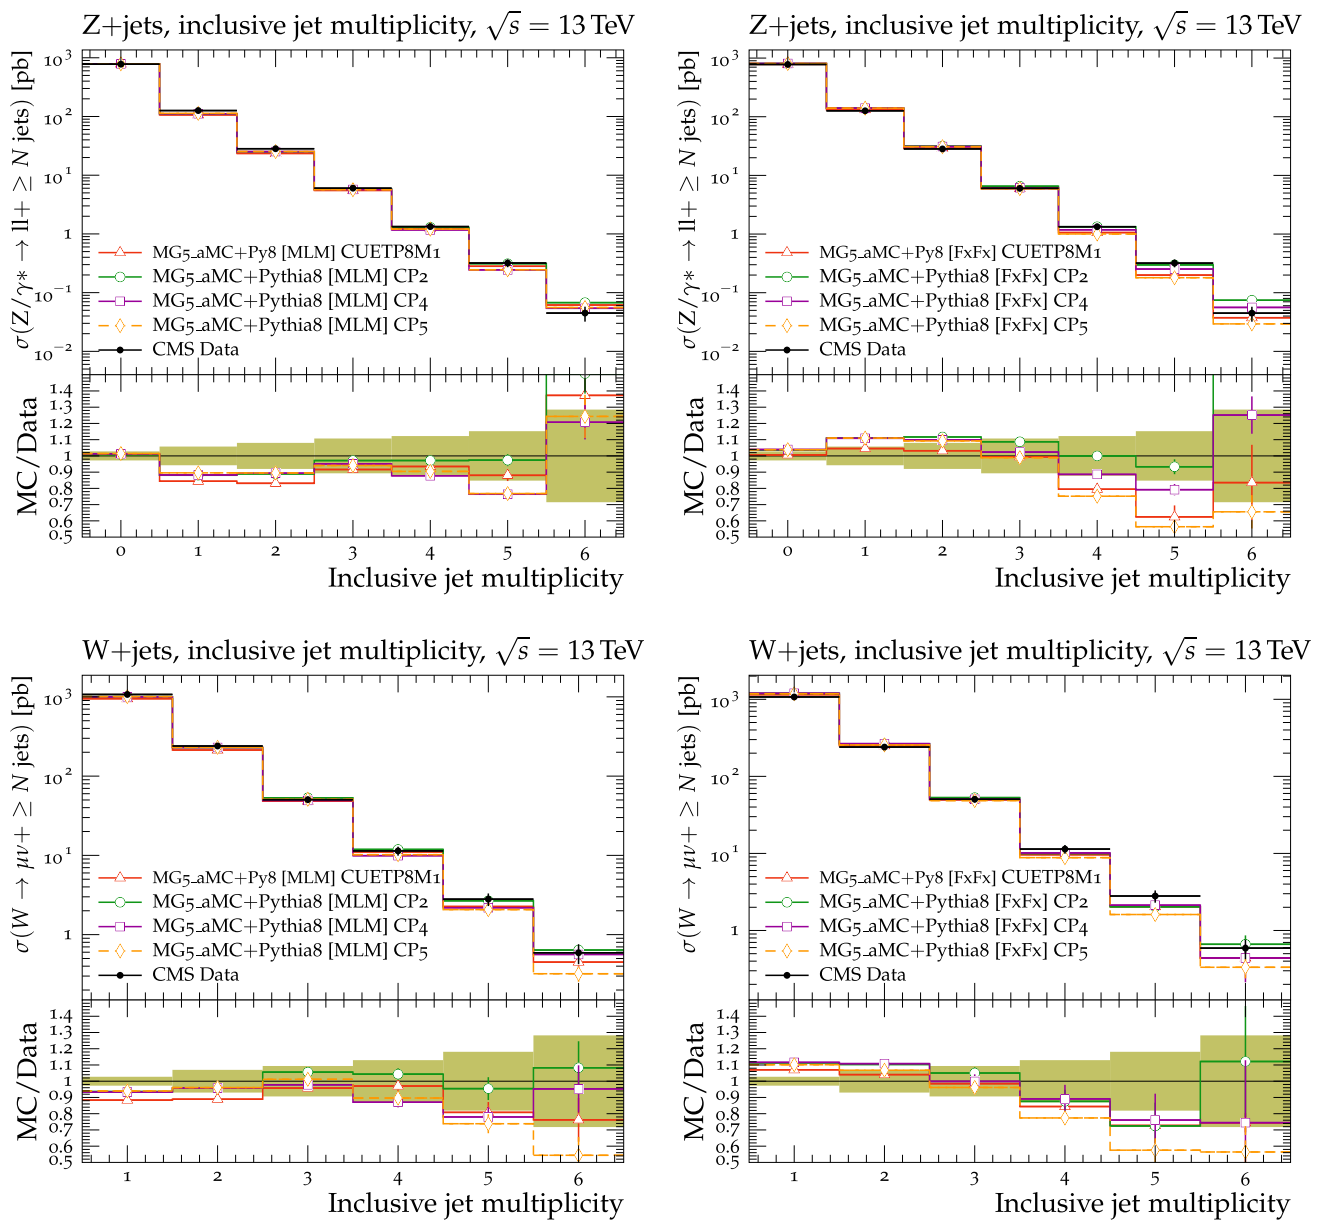 Z+jets, inclusive jet multiplicity, √s = 13 TeV
σ(Z/γ* → ll+ ≥ N jets) [pb]
10³
10²
10¹
1
10⁻¹
10⁻²
MG5_aMC+Py8 [MLM] CUETP8M1
MG5_aMC+Pythia8 [MLM] CP2
MG5_aMC+Pythia8 [MLM] CP4
MG5_aMC+Pythia8 [MLM] CP5
CMS Data
MC/Data
1.4
1.3
1.2
1.1
1
0.9
0.8
0.7
0.6
0.5
0 1 2 3 4 5 6
Inclusive jet multiplicity
Z+jets, inclusive jet multiplicity, √s = 13 TeV
σ(Z/γ* → ll+ ≥ N jets) [pb]
10³
10²
10¹
1
10⁻¹
10⁻²
MG5_aMC+Py8 [FxFx] CUETP8M1
MG5_aMC+Pythia8 [FxFx] CP2
MG5_aMC+Pythia8 [FxFx] CP4
MG5_aMC+Pythia8 [FxFx] CP5
CMS Data
MC/Data
1.4
1.3
1.2
1.1
1
0.9
0.8
0.7
0.6
0.5
0 1 2 3 4 5 6
Inclusive jet multiplicity
W+jets, inclusive jet multiplicity, √s = 13 TeV
σ(W → μν+ ≥ N jets) [pb]
10³
10²
10¹
1
MG5_aMC+Py8 [MLM] CUETP8M1
MG5_aMC+Pythia8 [MLM] CP2
MG5_aMC+Pythia8 [MLM] CP4
MG5_aMC+Pythia8 [MLM] CP5
CMS Data
MC/Data
1.4
1.3
1.2
1.1
1
0.9
0.8
0.7
0.6
0.5
1 2 3 4 5 6
Inclusive jet multiplicity
W+jets, inclusive jet multiplicity, √s = 13 TeV
σ(W → μν+ ≥ N jets) [pb]
10³
10²
10¹
1
MG5_aMC+Py8 [FxFx] CUETP8M1
MG5_aMC+Pythia8 [FxFx] CP2
MG5_aMC+Pythia8 [FxFx] CP4
MG5_aMC+Pythia8 [FxFx] CP5
CMS Data
MC/Data
1.4
1.3
1.2
1.1
1
0.9
0.8
0.7
0.6
0.5
1 2 3 4 5 6
Inclusive jet multiplicity